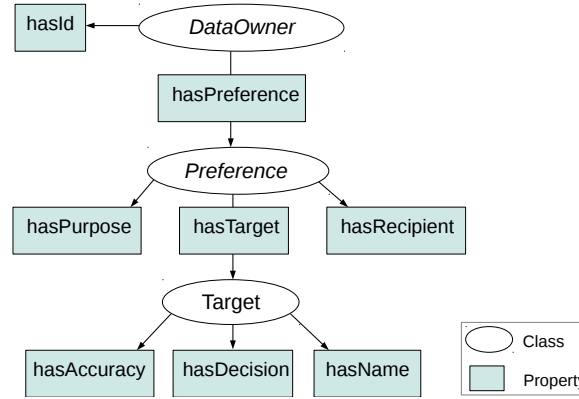 hasId
DataOwner
hasPreference
Preference
hasPurpose
hasTarget
hasRecipient
Target
hasAccuracy
hasDecision
hasName
Class
Property